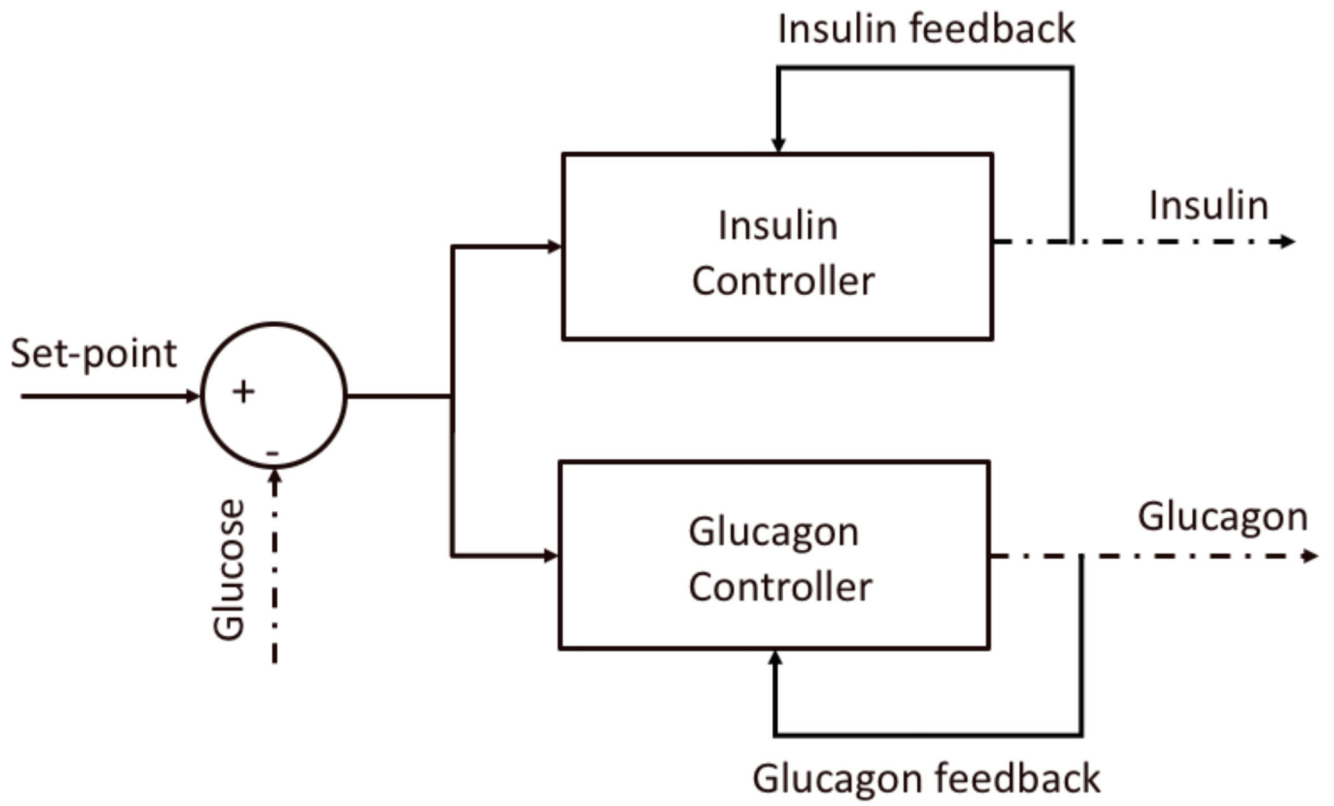 Insulin feedback
Insulin
Insulin
Controller
Set-point
+
-
Glucose
Glucagon
Glucagon
Controller
Glucagon feedback